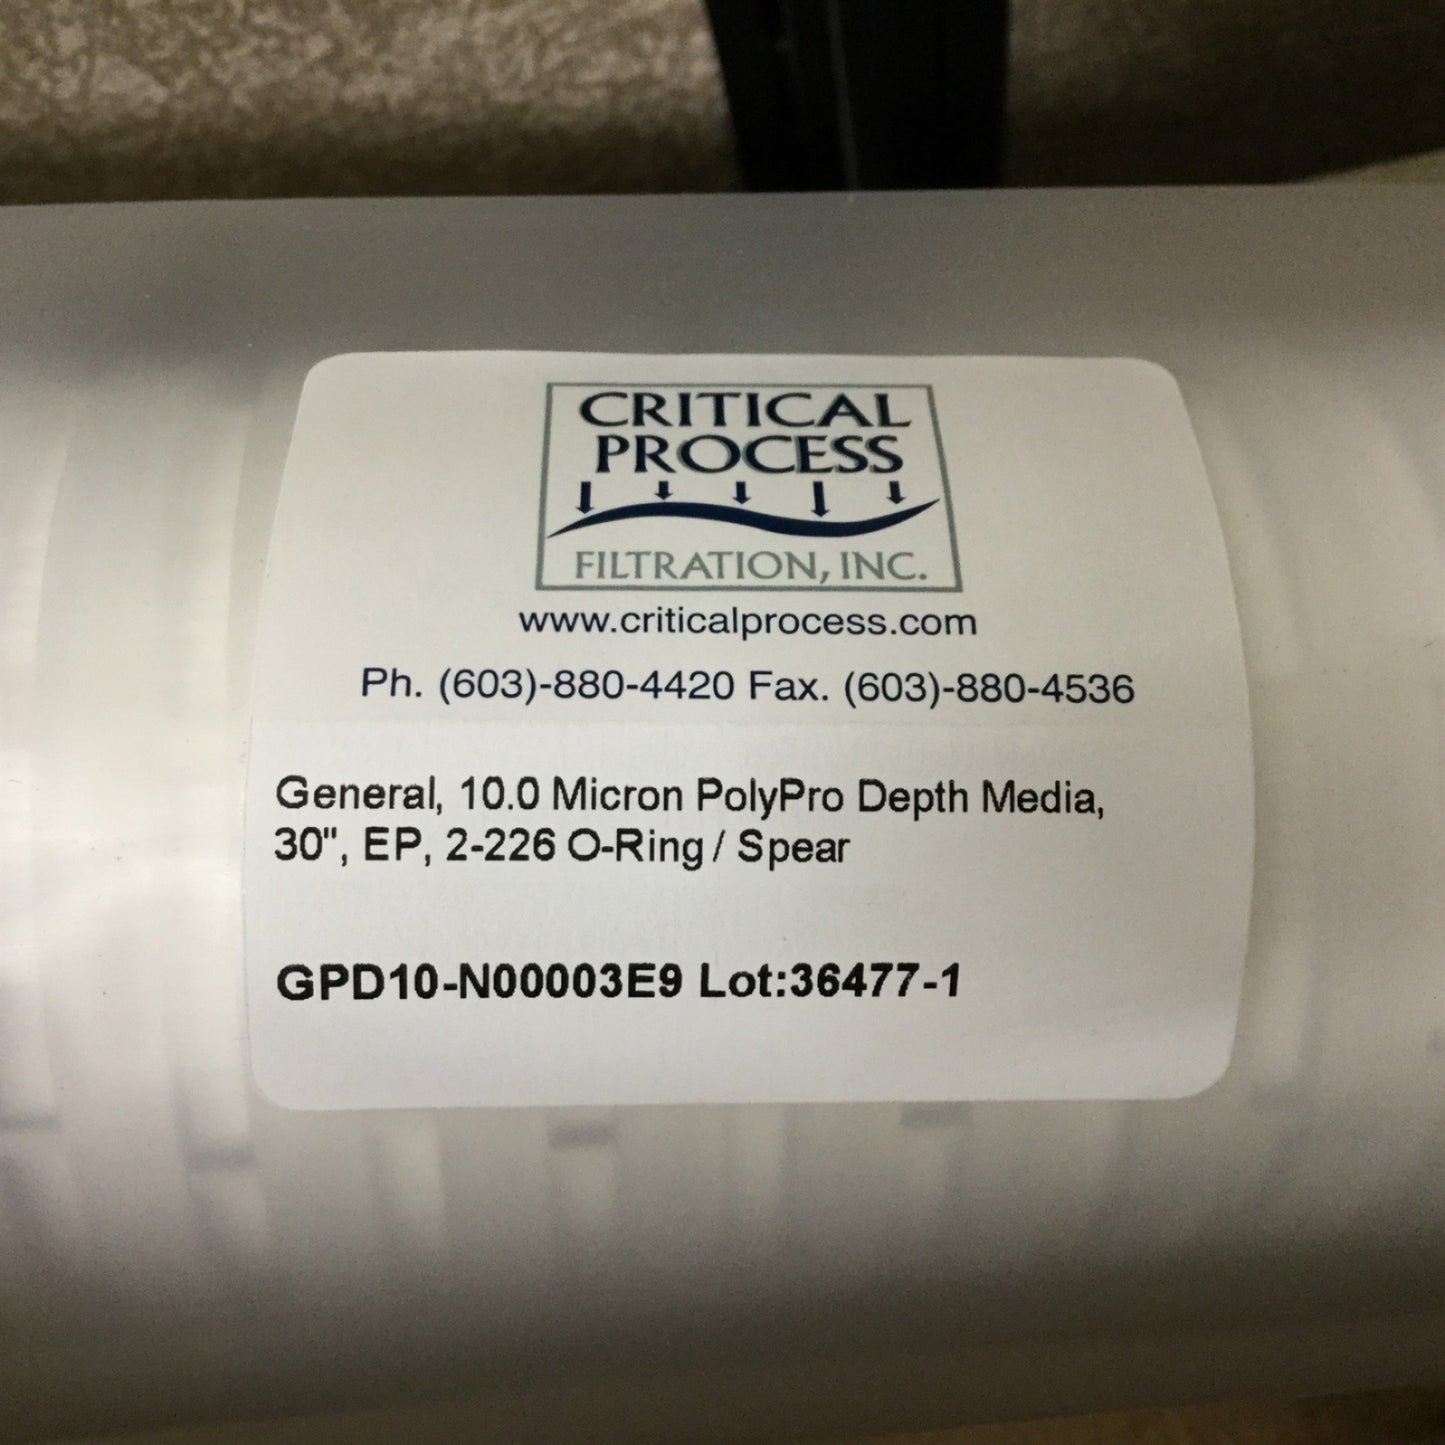 CRITICAL
PROCESS
FILTRATION, INC.
www.criticalprocess.com
Ph. (603)-880-4420 Fax. (603)-880-4536
General, 10.0 Micron PolyPro Depth Media,
30", EP, 2-226 O-Ring / Spear
GPD10-N00003E9 Lot:36477-1